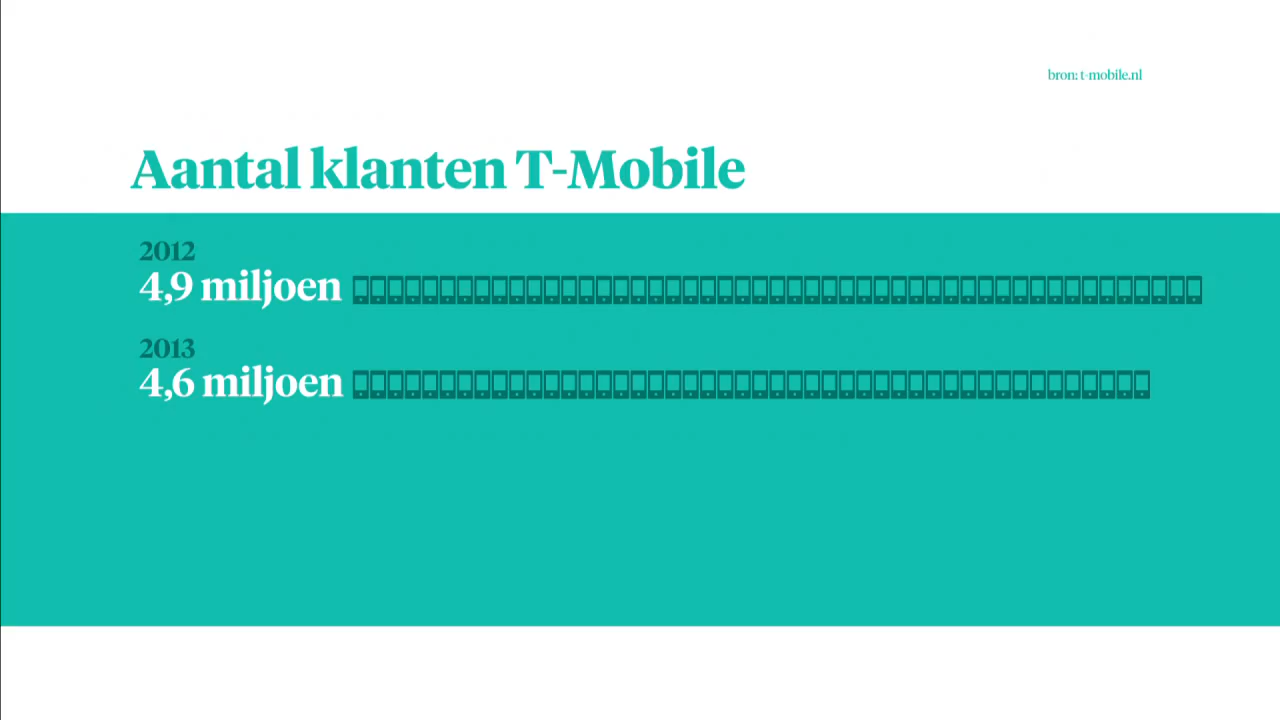 bron: t-mobile.nl
Aantal klanten T-Mobile
2012
4,9 miljoen
2013
4,6 miljoen